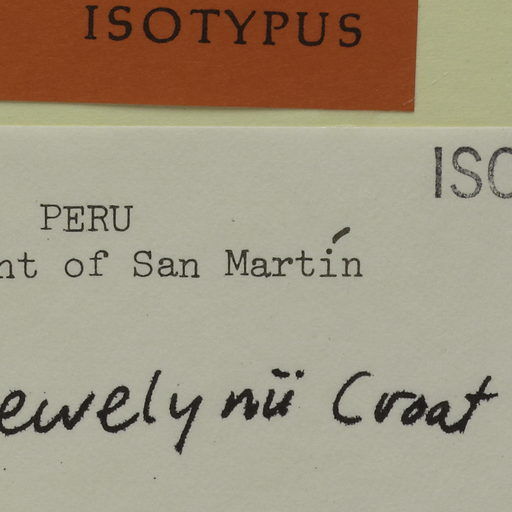 ISOTYPUS
ISO
PERU
nt of San Martín
ewelynii Croat